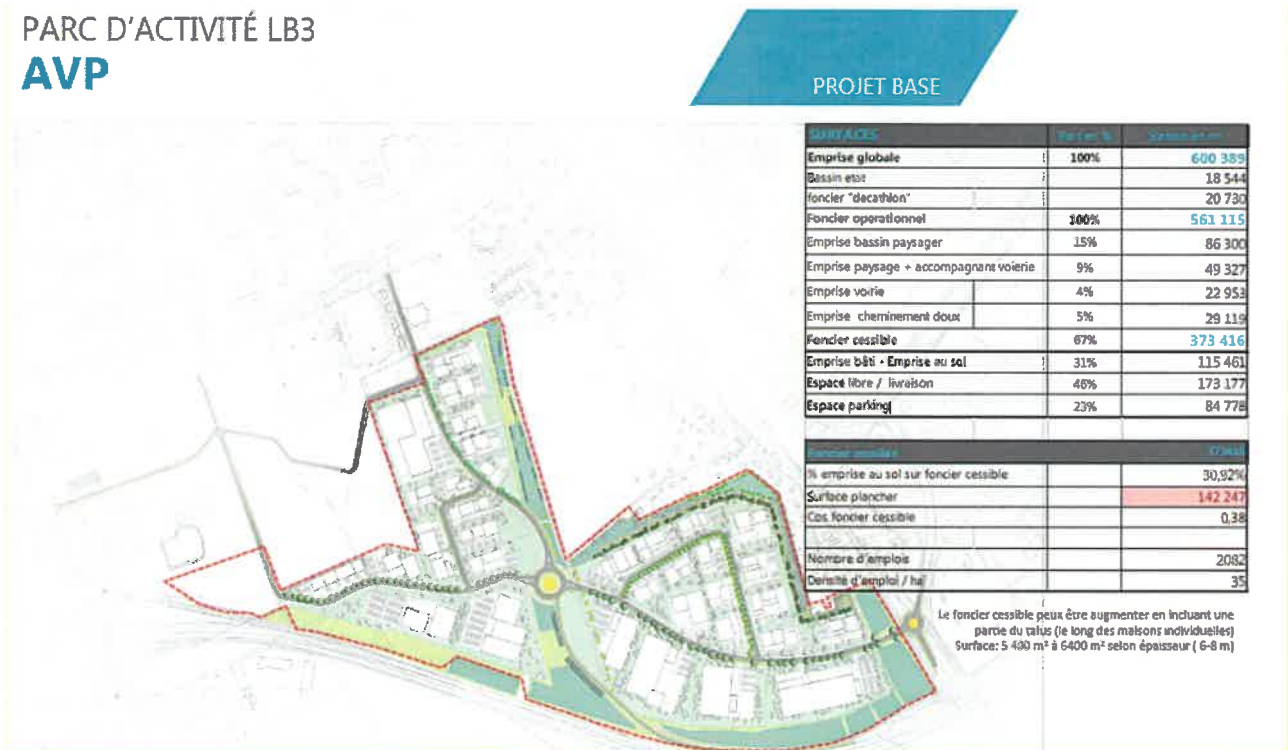 PARC D'ACTIVITÉ LB3
AVP
PROJET BASE
SURFACES
Emprise globale 100% 600 389
Bassin etat 18 544
foncier "decathlon" 20 730
Foncier operationnel 100% 561 115
Emprise bassin paysager 15% 86 300
Emprise paysage + accompagnant voierie 9% 49 327
Emprise voirie 4% 22 953
Emprise cheminement doux 5% 29 119
Foncier cessible 67% 373 416
Emprise bâti - Emprise au sol 31% 115 461
Espace libre / livraison 46% 173 177
Espace parking 23% 84 778
% emprise au sol sur foncier cessible 30,92%
Surface plancher 142 247
Cos foncier cessible 0,38
Nombre d'emplois 2082
Densité d'emploi / ha 35
Le foncier cessible peux être augmenter en incluant une
partie du talus (le long des maisons individuelles)
Surface: 5 400 m² à 6400 m² selon épaisseur ( 6-8 m)